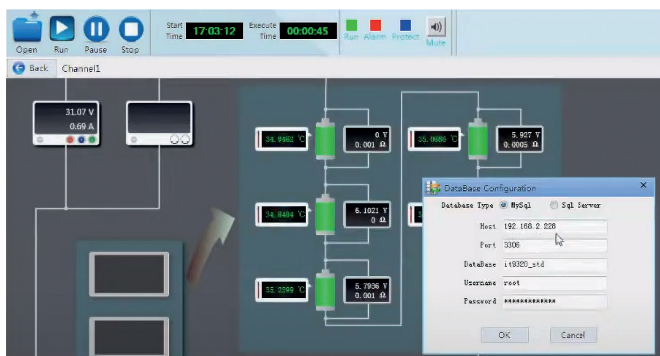 Open Run Pause Stop
Start Time 17:03:12
Execute Time 00:00:45
Run Alarm Protect
Mute
Back Channel1
31.07 V
0.69 A
34.9462 ℃
0 V
0.001 Ω
35.0686 ℃
5.927 V
0.0005 Ω
34.8484 ℃
6.1021 V
0 Ω
35.2299 ℃
5.7936 V
0.001 Ω
DataBase Configuration
Database Type MySql Sql Server
Host 192.168.2.228
Port 3306
DataBase it9320_std
Username root
Password *************
OK Cancel